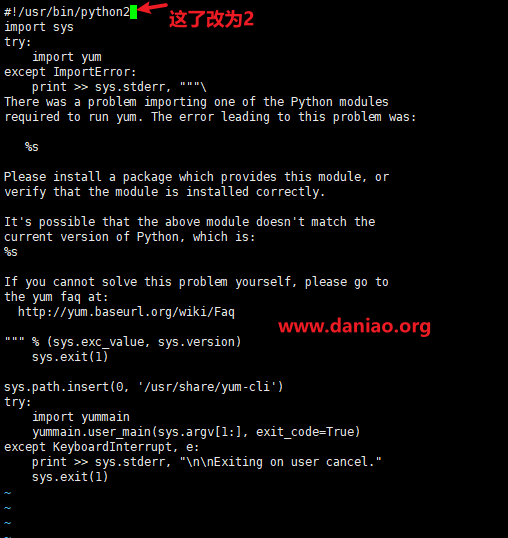 #!/usr/bin/python2
这了改为2
import sys
try:
    import yum
except ImportError:
    print >> sys.stderr, """\
There was a problem importing one of the Python modules
required to run yum. The error leading to this problem was:

   %s

Please install a package which provides this module, or
verify that the module is installed correctly.

It's possible that the above module doesn't match the
current version of Python, which is:
%s

If you cannot solve this problem yourself, please go to
the yum faq at:
  http://yum.baseurl.org/wiki/Faq
www.daniao.org

""" % (sys.exc_value, sys.version)
    sys.exit(1)

sys.path.insert(0, '/usr/share/yum-cli')
try:
    import yummain
    yummain.user_main(sys.argv[1:], exit_code=True)
except KeyboardInterrupt, e:
    print >> sys.stderr, "\n\nExiting on user cancel."
    sys.exit(1)
~
~
~
~